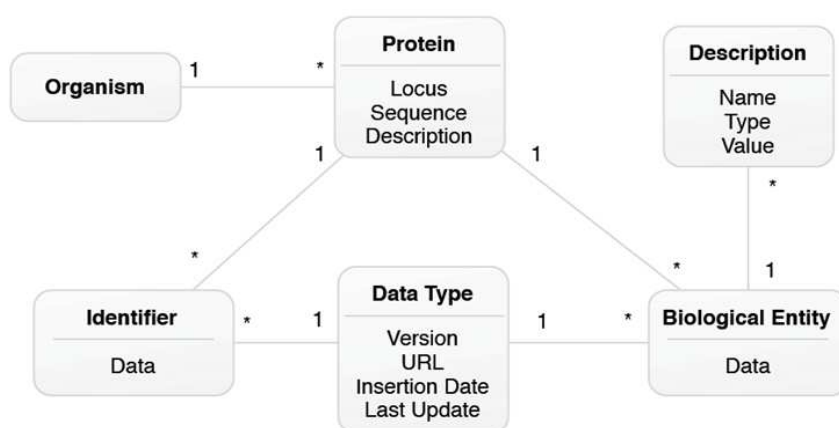 Organism
1
*
Protein
Locus
Sequence
Description
Description
Name
Type
Value
1
1
*
*
*
1
Identifier
Data
*
1
Data Type
Version
URL
Insertion Date
Last Update
1
*
Biological Entity
Data